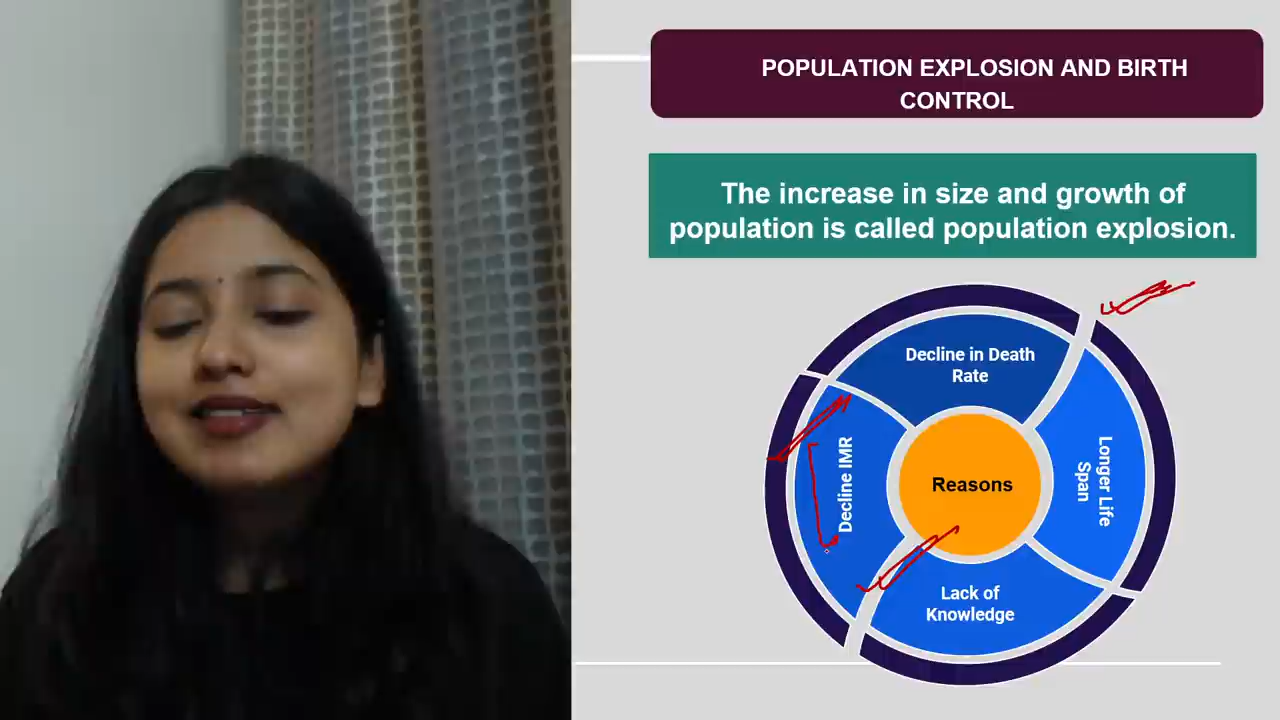 POPULATION EXPLOSION AND BIRTH
CONTROL
The increase in size and growth of
population is called population explosion.
Decline in Death
Rate
Longer Life
Span
Lack of
Knowledge
Decline IMR
Reasons